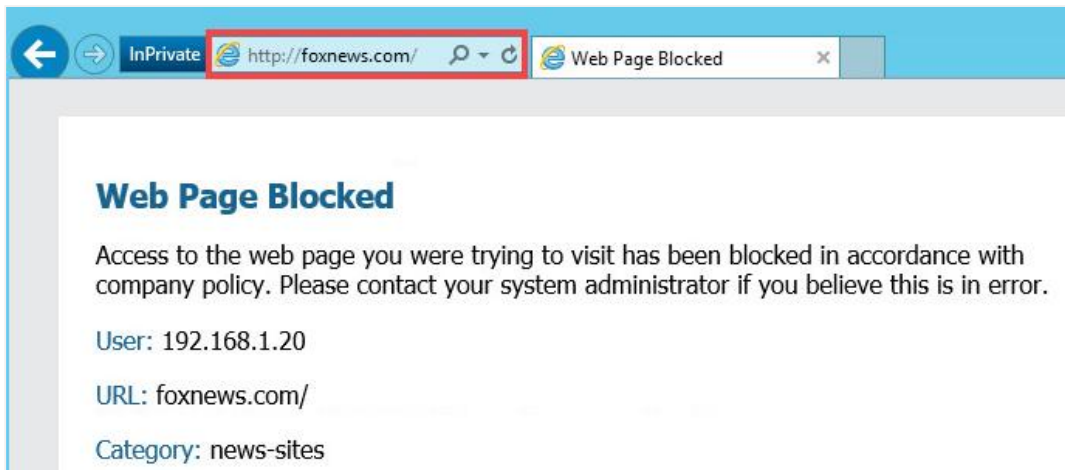 InPrivate http://foxnews.com/ Web Page Blocked
Web Page Blocked
Access to the web page you were trying to visit has been blocked in accordance with
company policy. Please contact your system administrator if you believe this is in error.
User: 192.168.1.20
URL: foxnews.com/
Category: news-sites